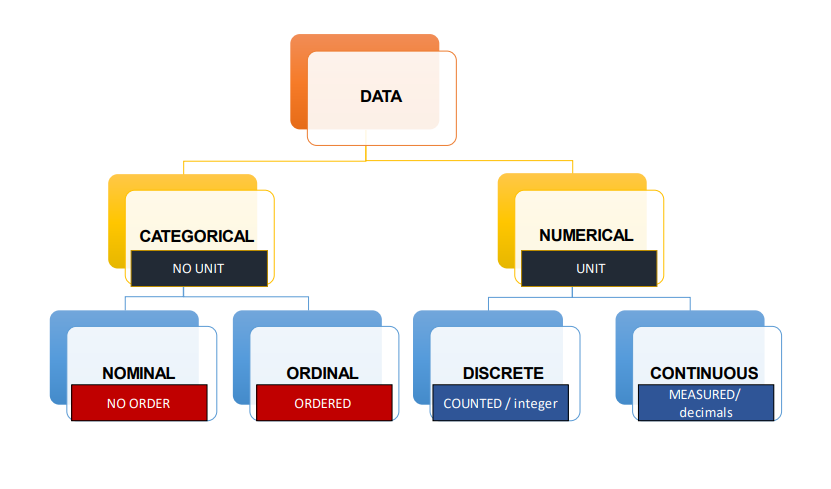 DATA
CATEGORICAL
NO UNIT
NUMERICAL
UNIT
NOMINAL
NO ORDER
ORDINAL
ORDERED
DISCRETE
COUNTED / integer
CONTINUOUS
MEASURED/
decimals